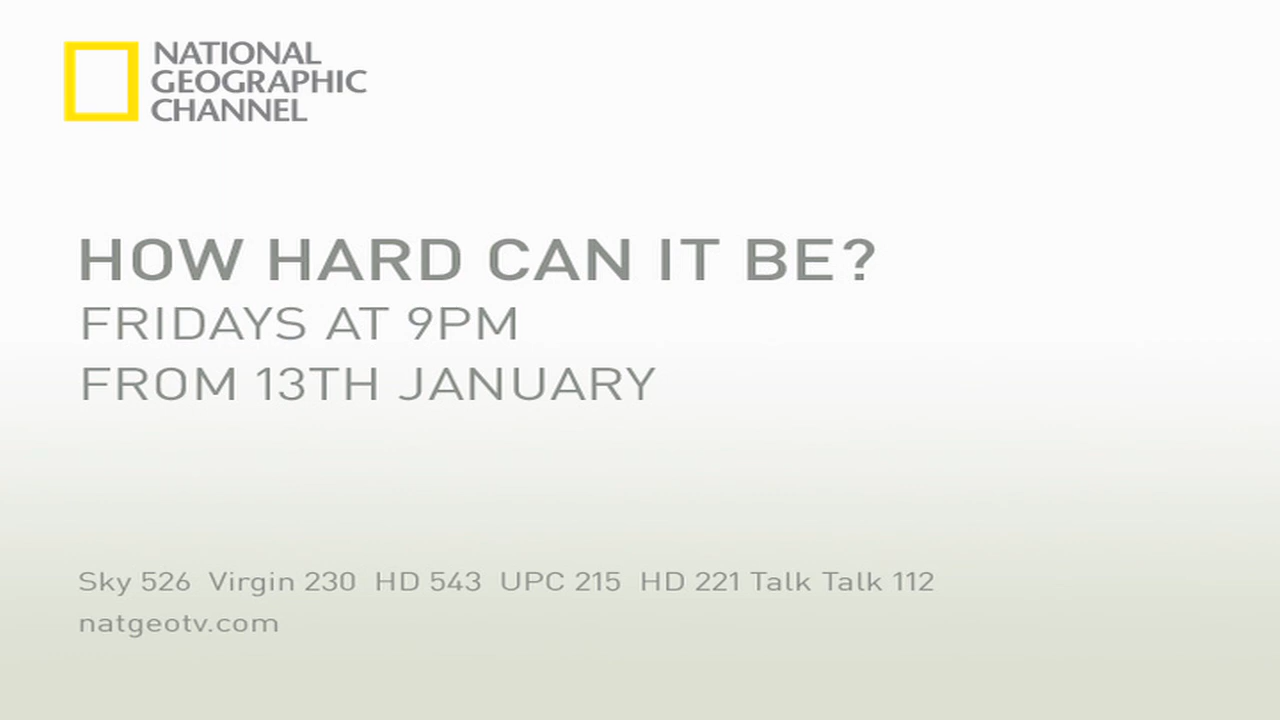 NATIONAL
GEOGRAPHIC
CHANNEL
HOW HARD CAN IT BE?
FRIDAYS AT 9PM
FROM 13TH JANUARY
Sky 526 Virgin 230 HD 543 UPC 215 HD 221 Talk Talk 112
natgeotv.com